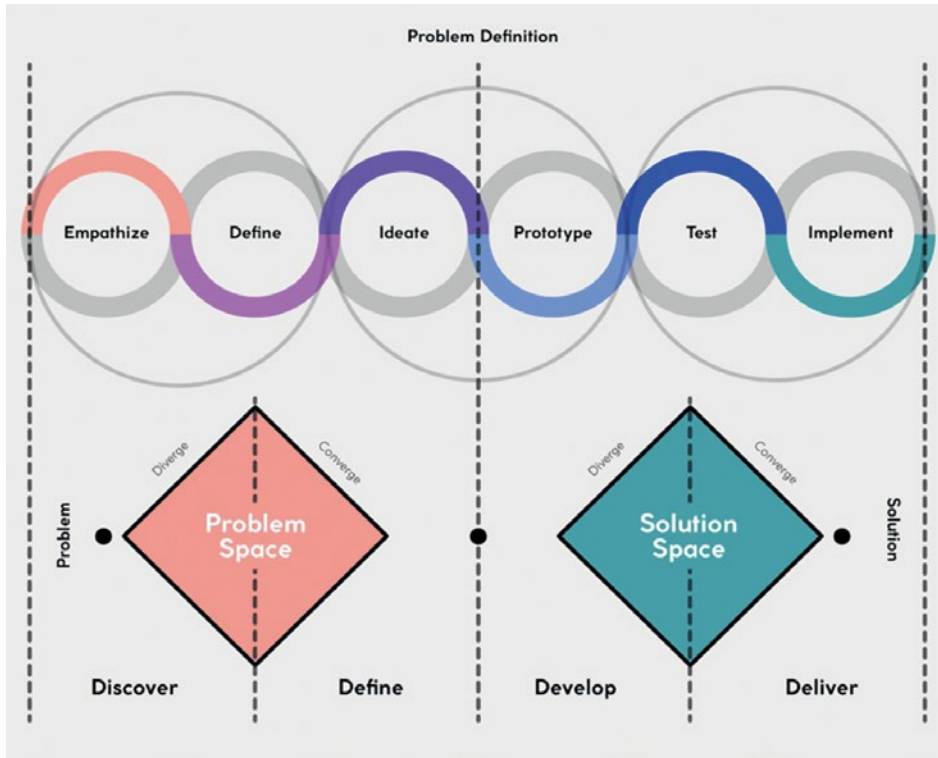 Problem Definition
Empathize
Define
Ideate
Prototype
Test
Implement
Diverge
Converge
Diverge
Converge
Problem
Problem
Space
Solution
Space
Solution
Discover
Define
Develop
Deliver